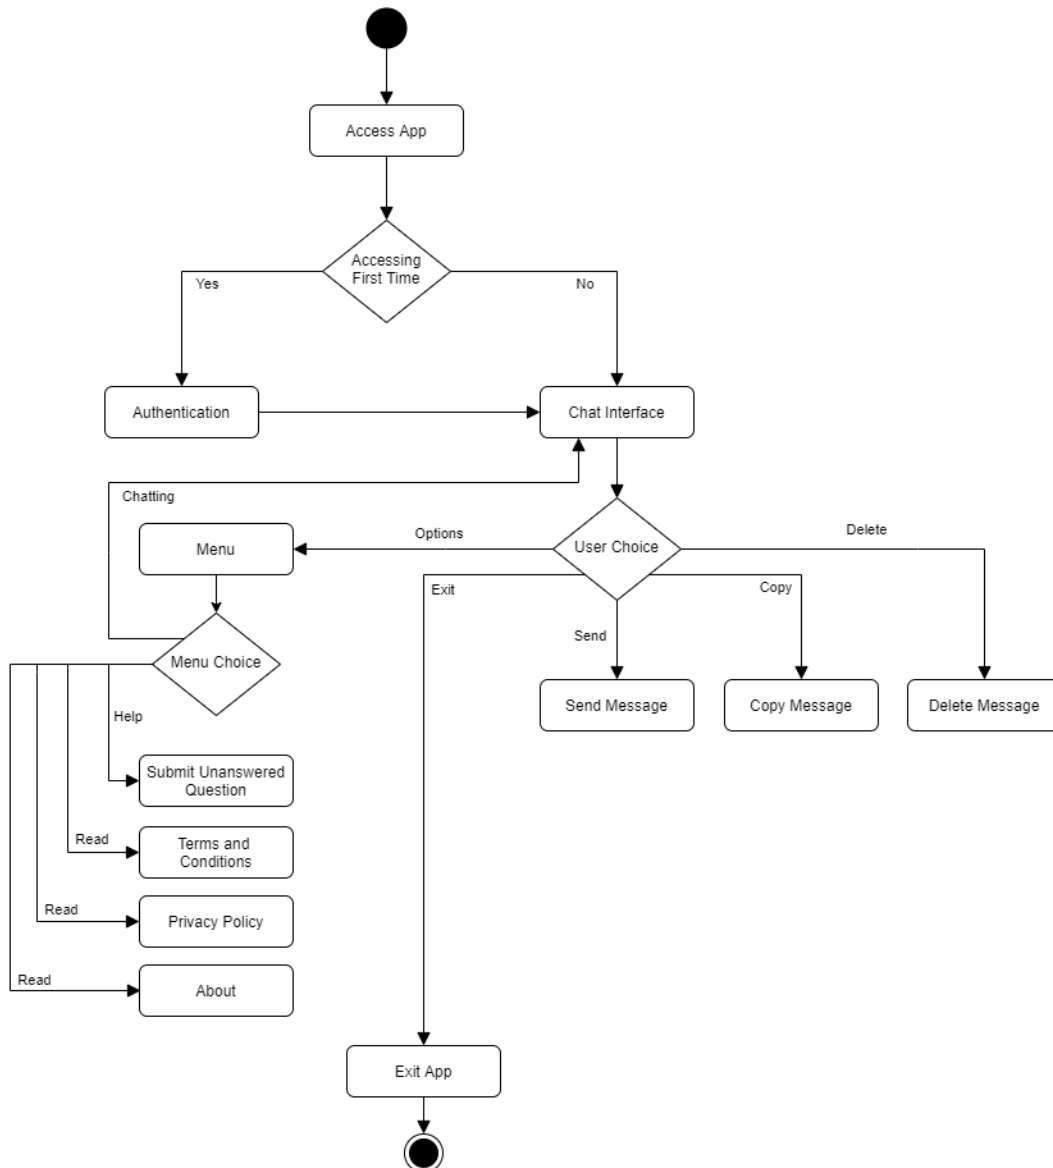 Access App
Accessing
First Time
Yes
No
Authentication
Chat Interface
Chatting
Options
Delete
Menu
User Choice
Exit
Copy
Send
Menu Choice
Send Message
Copy Message
Delete Message
Help
Submit Unanswered
Question
Read
Terms and
Conditions
Read
Privacy Policy
Read
About
Exit App